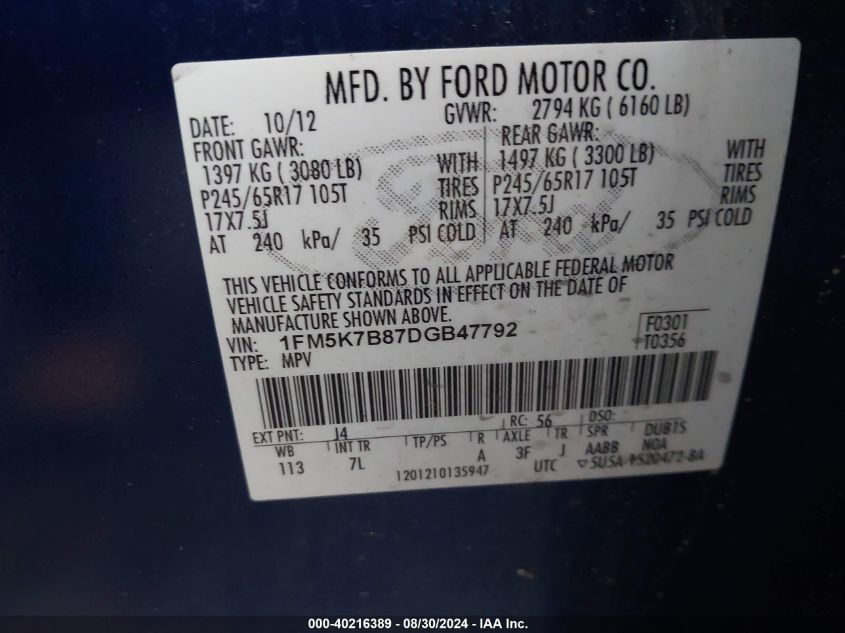 MFD. BY FORD MOTOR CO.
DATE: 10/12 GVWR: 2794 KG ( 6160 LB)
FRONT GAWR: REAR GAWR:
1397 KG ( 3080 LB) WITH 1497 KG ( 3300 LB) WITH
P245/65R17 105T TIRES P245/65R17 105T TIRES
17X7.5J RIMS 17X7.5J RIMS
AT 240 kPa/ 35 PSI COLD AT 240 kPa/ 35 PSI COLD
THIS VEHICLE CONFORMS TO ALL APPLICABLE FEDERAL MOTOR
VEHICLE SAFETY STANDARDS IN EFFECT ON THE DATE OF
MANUFACTURE SHOWN ABOVE.
VIN: 1FM5K7B87DGB47792 F0301
TYPE: MPV T0356
EXT PNT: J4 RC: 56 DSO:
WB INT TR TP/PS R AXLE TR SPR DUBIS
113 7L A 3F J AABB NOA
1201210135947 UTC
000-40216389 - 08/30/2024 - iaai.com. Copyright IAA, LLC.